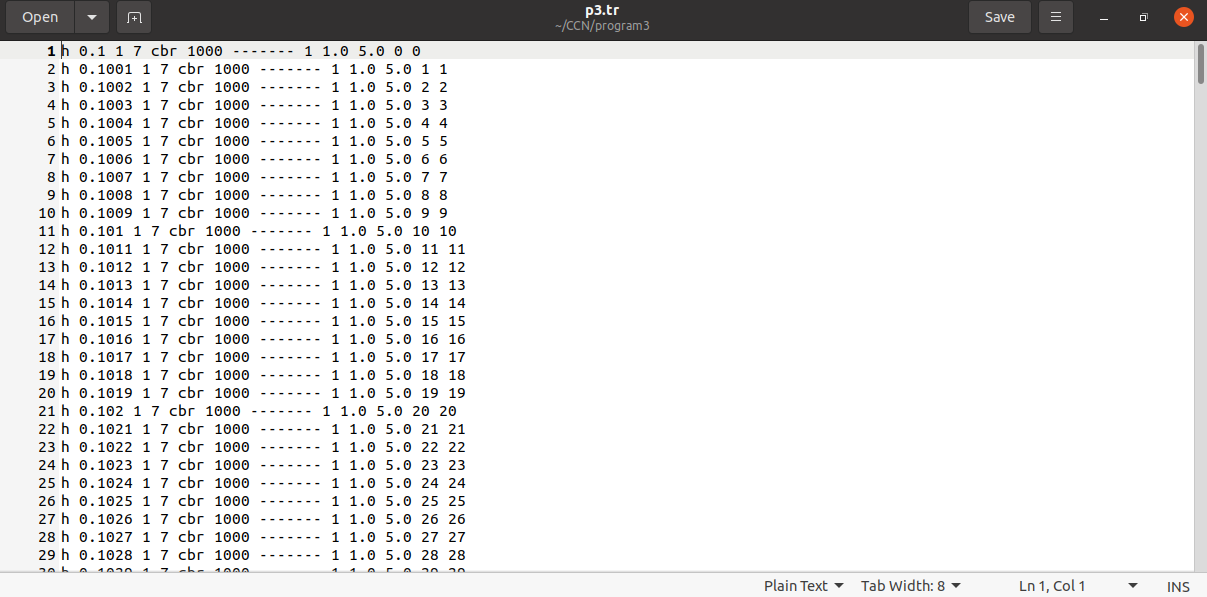 Open
p3.tr
~/CCN/program3
Save
1 h 0.1 1 7 cbr 1000 ------- 1 1.0 5.0 0 0
2 h 0.1001 1 7 cbr 1000 ------- 1 1.0 5.0 1 1
3 h 0.1002 1 7 cbr 1000 ------- 1 1.0 5.0 2 2
4 h 0.1003 1 7 cbr 1000 ------- 1 1.0 5.0 3 3
5 h 0.1004 1 7 cbr 1000 ------- 1 1.0 5.0 4 4
6 h 0.1005 1 7 cbr 1000 ------- 1 1.0 5.0 5 5
7 h 0.1006 1 7 cbr 1000 ------- 1 1.0 5.0 6 6
8 h 0.1007 1 7 cbr 1000 ------- 1 1.0 5.0 7 7
9 h 0.1008 1 7 cbr 1000 ------- 1 1.0 5.0 8 8
10 h 0.1009 1 7 cbr 1000 ------- 1 1.0 5.0 9 9
11 h 0.101 1 7 cbr 1000 ------- 1 1.0 5.0 10 10
12 h 0.1011 1 7 cbr 1000 ------- 1 1.0 5.0 11 11
13 h 0.1012 1 7 cbr 1000 ------- 1 1.0 5.0 12 12
14 h 0.1013 1 7 cbr 1000 ------- 1 1.0 5.0 13 13
15 h 0.1014 1 7 cbr 1000 ------- 1 1.0 5.0 14 14
16 h 0.1015 1 7 cbr 1000 ------- 1 1.0 5.0 15 15
17 h 0.1016 1 7 cbr 1000 ------- 1 1.0 5.0 16 16
18 h 0.1017 1 7 cbr 1000 ------- 1 1.0 5.0 17 17
19 h 0.1018 1 7 cbr 1000 ------- 1 1.0 5.0 18 18
20 h 0.1019 1 7 cbr 1000 ------- 1 1.0 5.0 19 19
21 h 0.102 1 7 cbr 1000 ------- 1 1.0 5.0 20 20
22 h 0.1021 1 7 cbr 1000 ------- 1 1.0 5.0 21 21
23 h 0.1022 1 7 cbr 1000 ------- 1 1.0 5.0 22 22
24 h 0.1023 1 7 cbr 1000 ------- 1 1.0 5.0 23 23
25 h 0.1024 1 7 cbr 1000 ------- 1 1.0 5.0 24 24
26 h 0.1025 1 7 cbr 1000 ------- 1 1.0 5.0 25 25
27 h 0.1026 1 7 cbr 1000 ------- 1 1.0 5.0 26 26
28 h 0.1027 1 7 cbr 1000 ------- 1 1.0 5.0 27 27
29 h 0.1028 1 7 cbr 1000 ------- 1 1.0 5.0 28 28
Plain Text Tab Width: 8 Ln 1, Col 1 INS